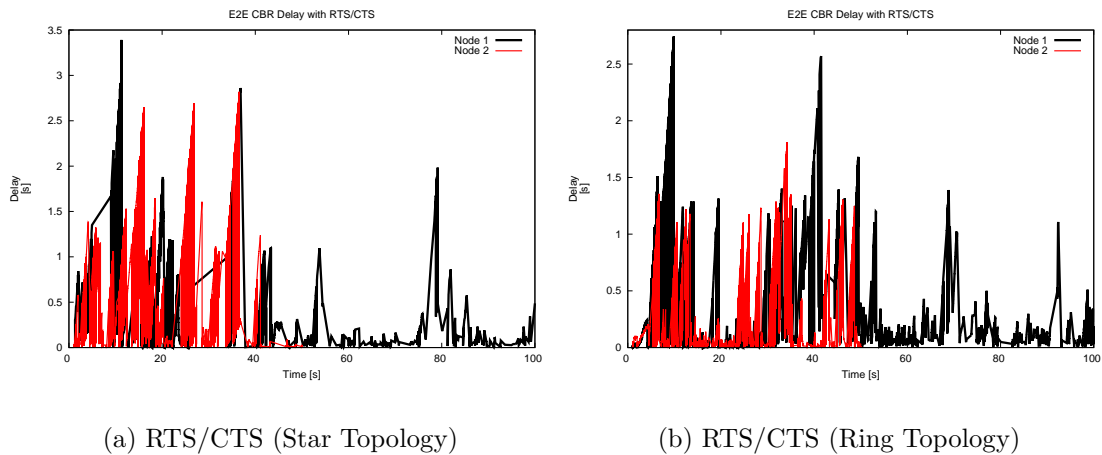 E2E CBR Delay with RTS/CTS
Node 1
Node 2
3.5
3
2.5
2
1.5
1
0.5
0
Delay
[s]
0 20 40 60 80 100
Time [s]
(a) RTS/CTS (Star Topology)
E2E CBR Delay with RTS/CTS
Node 1
Node 2
2.5
2
1.5
1
0.5
0
Delay
[s]
0 20 40 60 80 100
Time [s]
(b) RTS/CTS (Ring Topology)